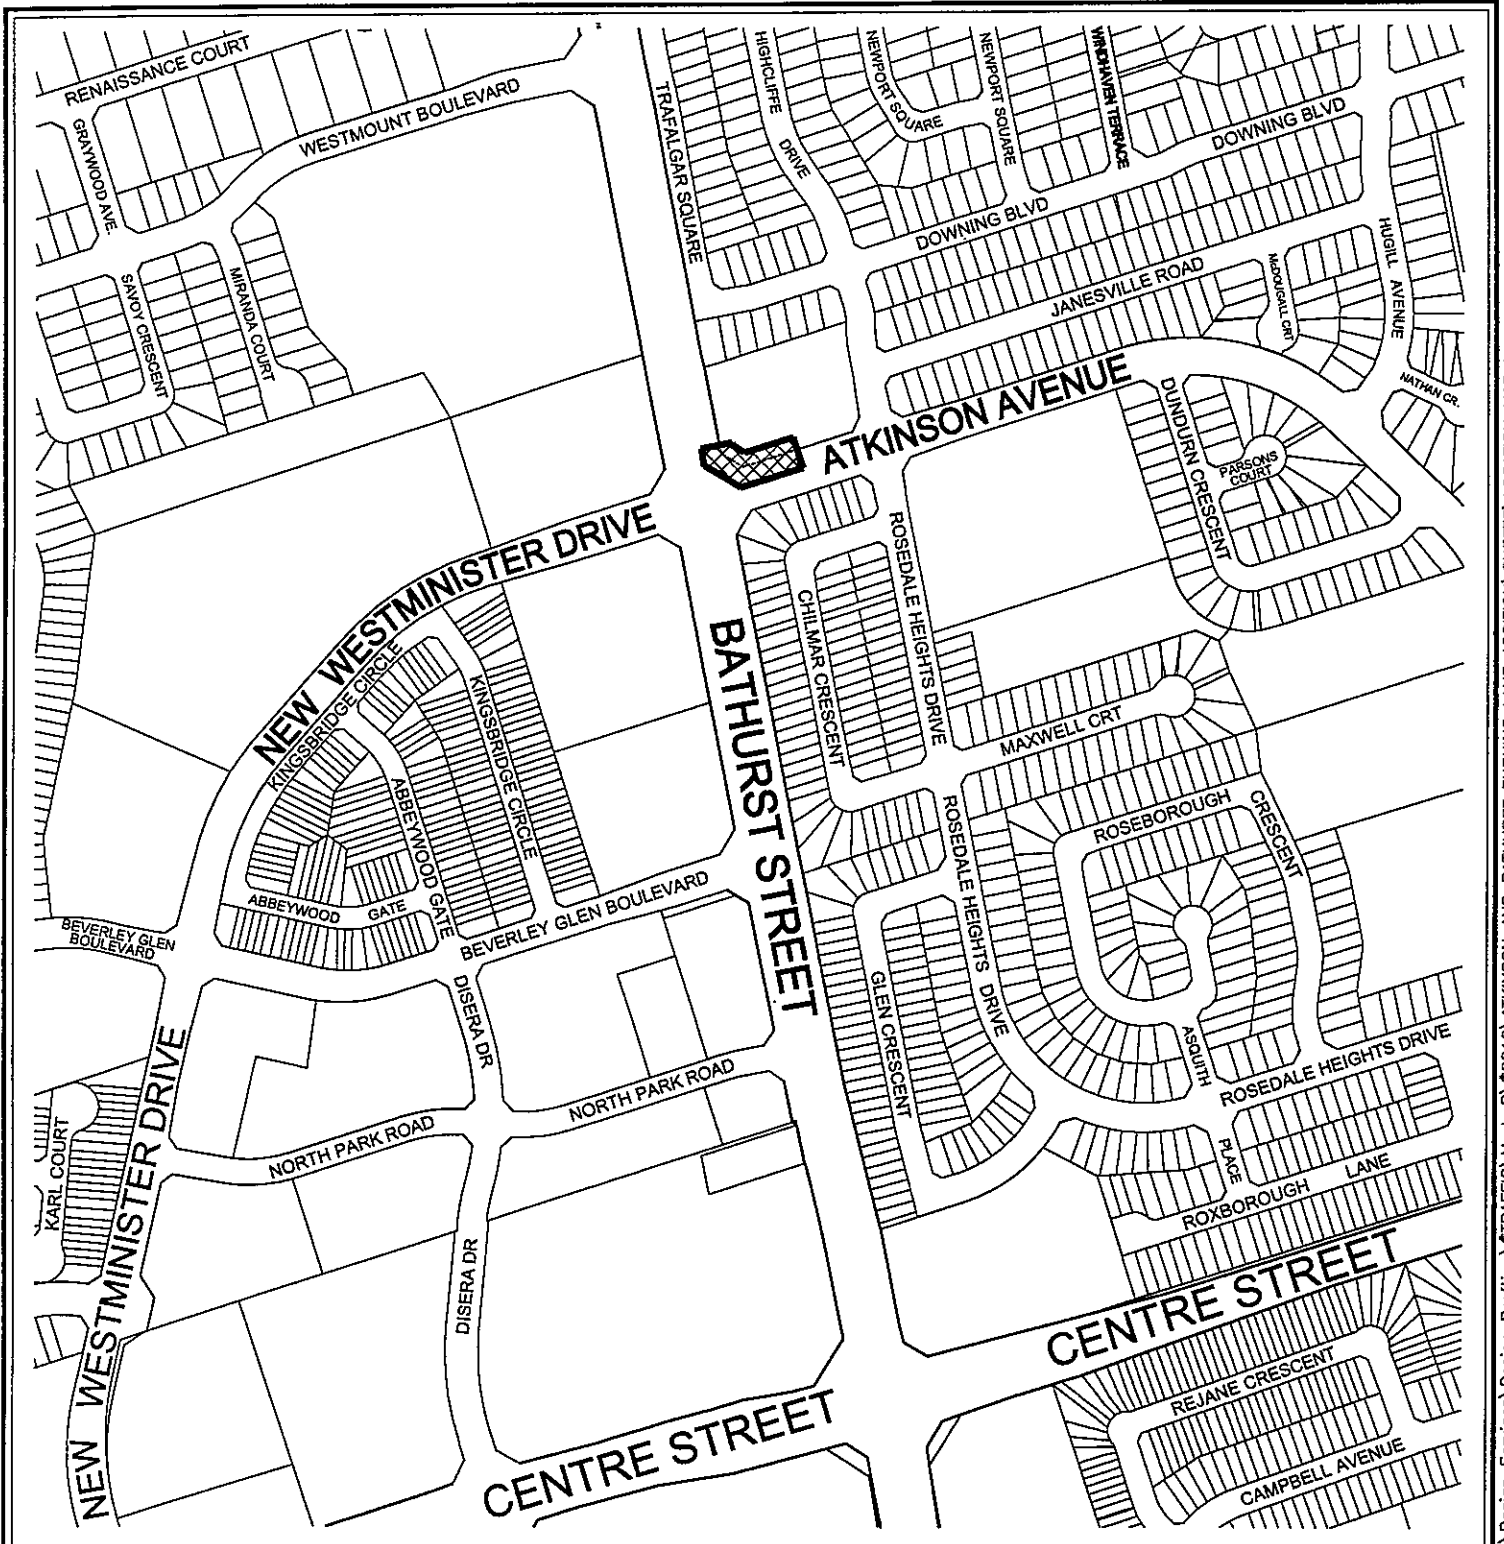 RENAISSANCE COURT
WESTMOUNT BOULEVARD
GRAYWOOD AVE.
SAVOY CRESCENT
MIRANDA COURT
TRAFALGAR SQUARE
HIGHCLIFFE
DRIVE
NEWPORT SQUARE
NEWPORT SQUARE
WINDHAVEN TERRACE
DOWNING BLVD
DOWNING BLVD
JANESVILLE ROAD
McDOUGALL CRT
HUGILL AVENUE
NATHAN CR.
ATKINSON AVENUE
DUNDURN CRESCENT
PARSONS
COURT
NEW WESTMINISTER DRIVE
KINGSBRIDGE CIRCLE
KINGSBRIDGE CIRCLE
ABBEYWOOD GATE
ABBEYWOOD GATE
BATHURST STREET
CHILMAR CRESCENT
ROSEDALE HEIGHTS DRIVE
MAXWELL CRT
ROSEBOROUGH
CRESCENT
ROSEDALE HEIGHTS DRIVE
BEVERLEY GLEN
BOULEVARD
BEVERLEY GLEN BOULEVARD
DISERA DR
GLEN CRESCENT
ASQUITH
PLACE
ROSEDALE HEIGHTS DRIVE
NORTH PARK ROAD
NORTH PARK ROAD
KARL COURT
NEW WESTMINISTER DRIVE
DISERA DR
ROXBOROUGH LANE
CENTRE STREET
CENTRE STREET
REJANE CRESCENT
CAMPBELL AVENUE